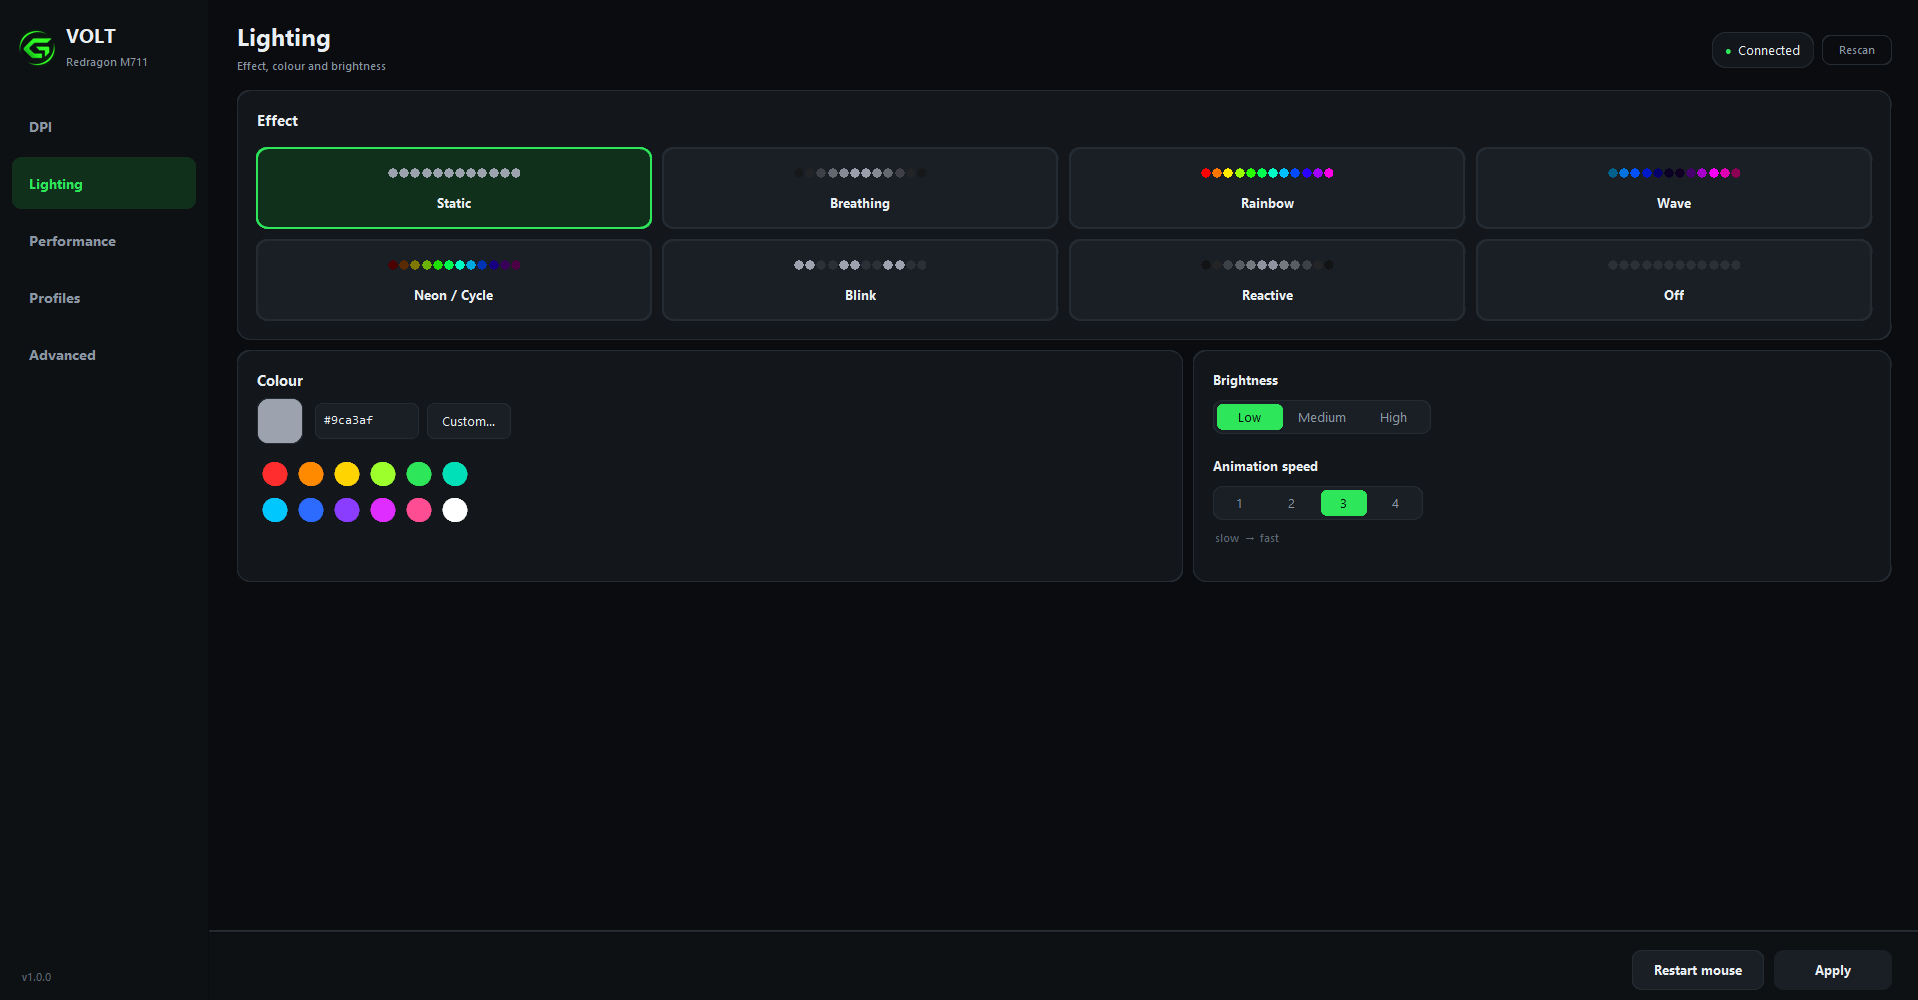 VOLT
Redragon M711
DPI
Lighting
Performance
Profiles
Advanced
v1.0.0
Lighting
Effect, colour and brightness
Connected
Rescan
Effect
Static
Breathing
Rainbow
Wave
Neon / Cycle
Blink
Reactive
Off
Colour
#9ca3af
Custom...
Brightness
Low Medium High
Animation speed
1 2 3 4
slow → fast
Restart mouse
Apply